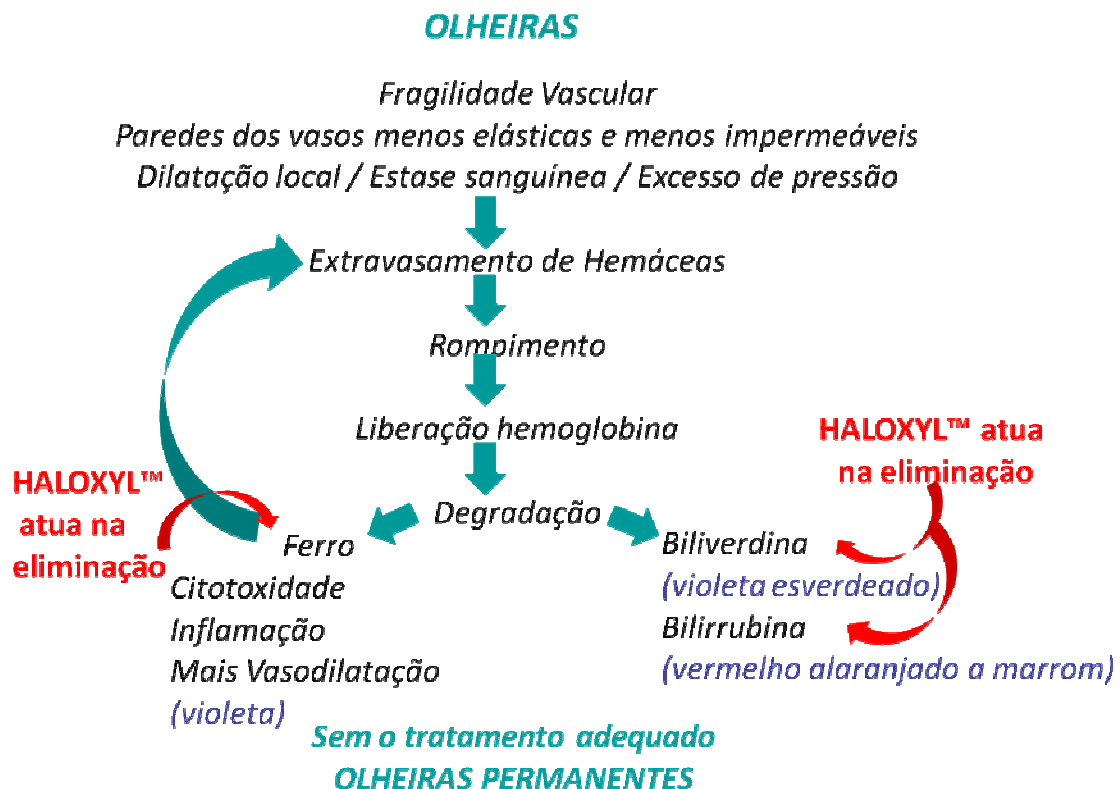 OLHEIRAS
Fragilidade Vascular
Paredes dos vasos menos elásticas e menos impermeáveis
Dilatação local / Estase sanguínea / Excesso de pressão
Extravasamento de Hemáceas
Rompimento
Liberação hemoglobina
Degradação
HALOXYL™
atua na
eliminação
Ferro
Citotoxidade
Inflamação
Mais Vasodilatação
(violeta)
HALOXYL™ atua
na eliminação
Biliverdina
(violeta esverdeado)
Bilirrubina
(vermelho alaranjado a marrom)
Sem o tratamento adequado
OLHEIRAS PERMANENTES